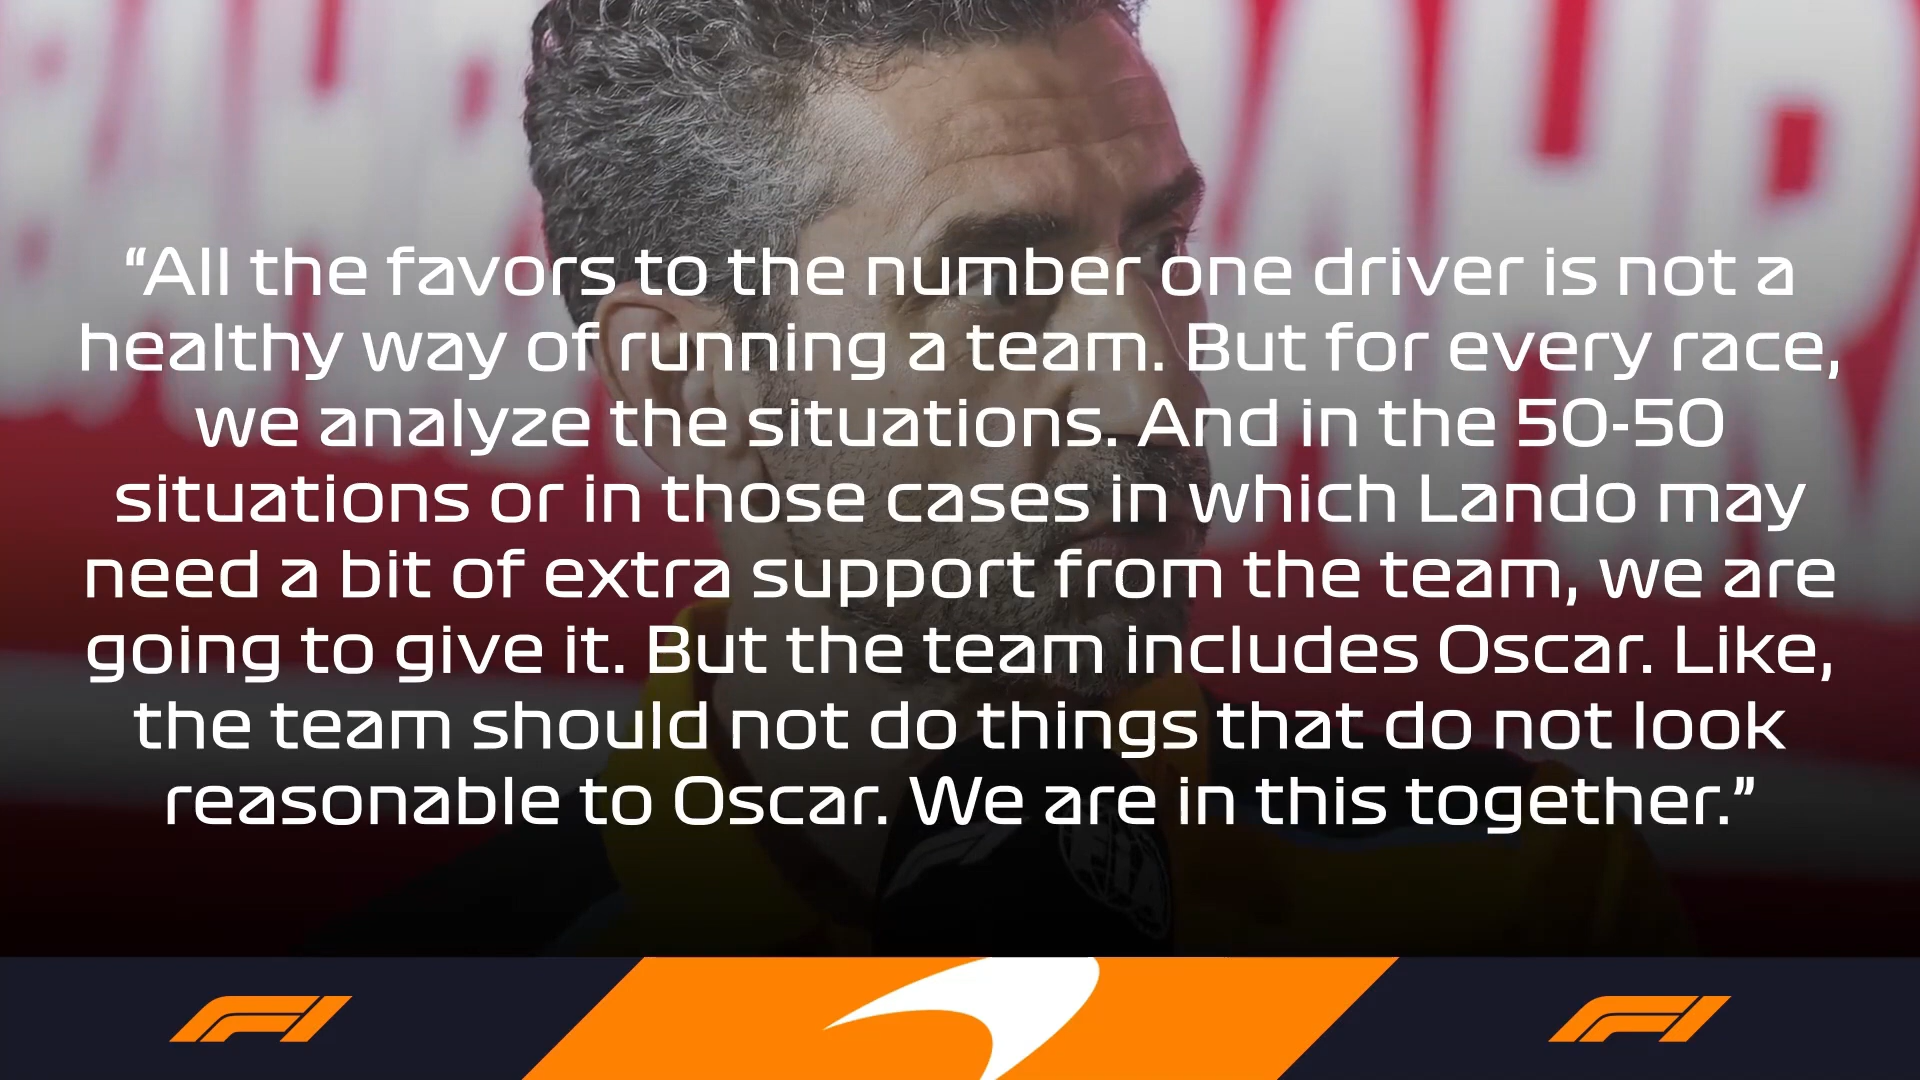 “All the favors to the number one driver is not a
healthy way of running a team. But for every race,
we analyze the situations. And in the 50-50
situations or in those cases in which Lando may
need a bit of extra support from the team, we are
going to give it. But the team includes Oscar. Like,
the team should not do things that do not look
reasonable to Oscar. We are in this together.”
FIA
F1
F1